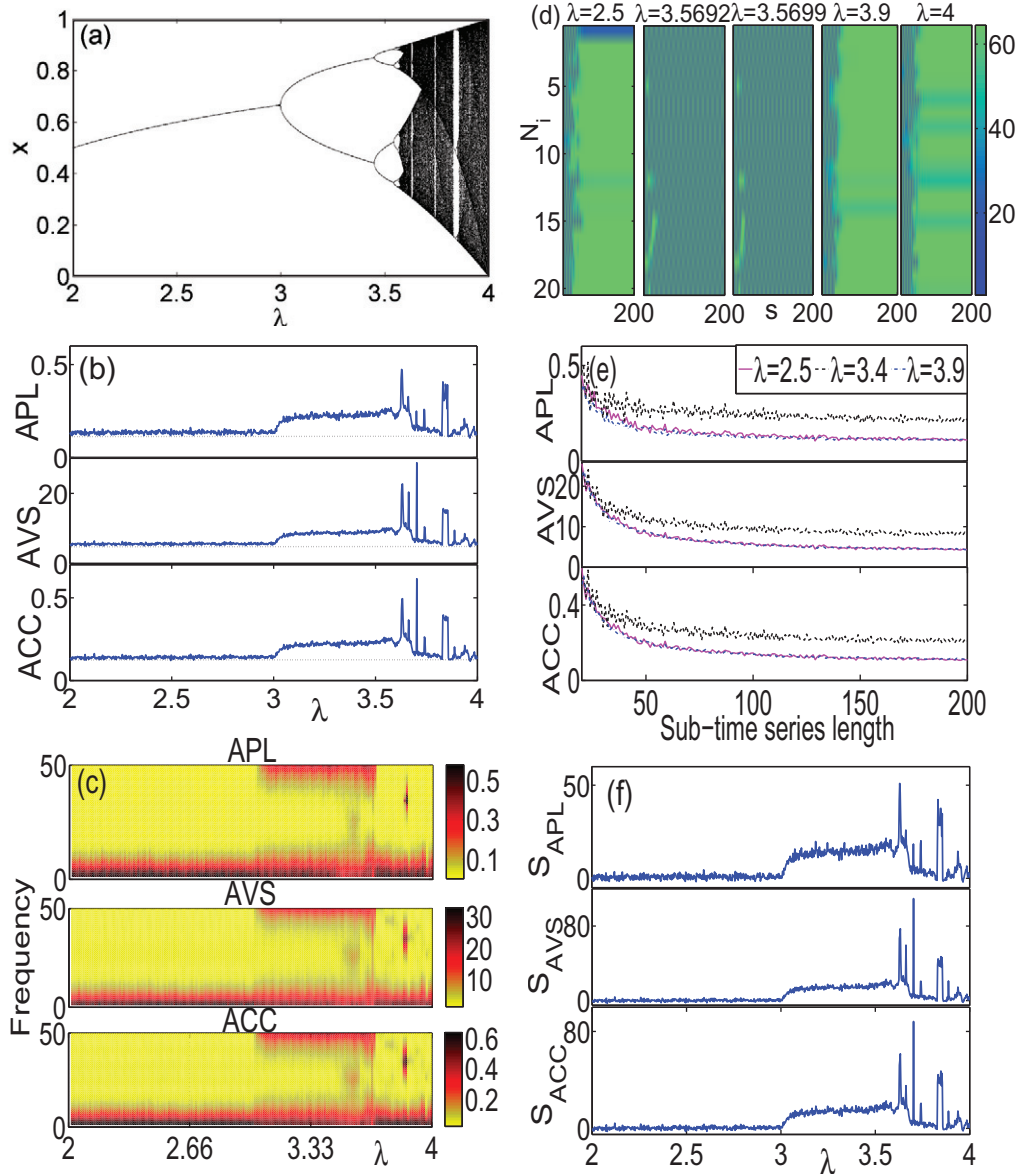 (a)
1
0.8
0.6
0.4
0.2
0
x
2 2.5 3 3.5 4
λ
(d) λ=2.5 λ=3.5692 λ=3.5699 λ=3.9 λ=4
5
10
15
20
N_i
200 200 200 200 200
s
60
40
20
(b)
0.5
0
APL
20
0
AVS
0.5
0
ACC
2 2.5 3 3.5 4
λ
(e)
λ=2.5 λ=3.4 λ=3.9
0.5
0
APL
20
10
0
AVS
0.4
0
ACC
50 100 150 200
Sub-time series length
(c)
APL
50
0
0.5
0.3
0.1
AVS
50
0
30
20
10
ACC
50
0
0.6
0.4
0.2
Frequency
2 2.66 3.33 λ 4
(f)
50
0
S_APL
80
0
S_AVS
80
0
S_ACC
2 2.5 3 3.5 4
λ